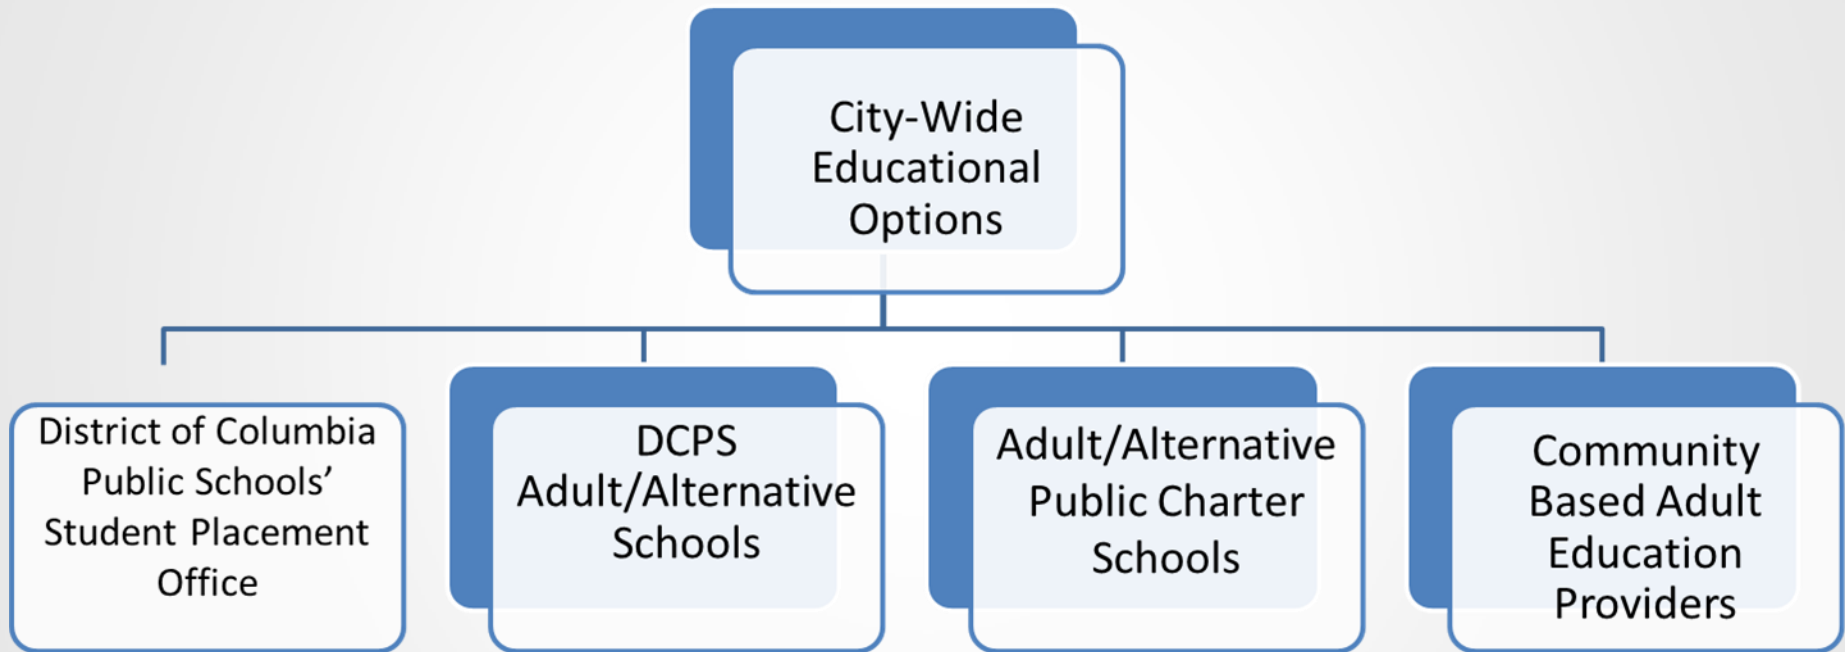 City-Wide
Educational
Options
District of Columbia
Public Schools’
Student Placement
Office
DCPS
Adult/Alternative
Schools
Adult/Alternative
Public Charter
Schools
Community
Based Adult
Education
Providers